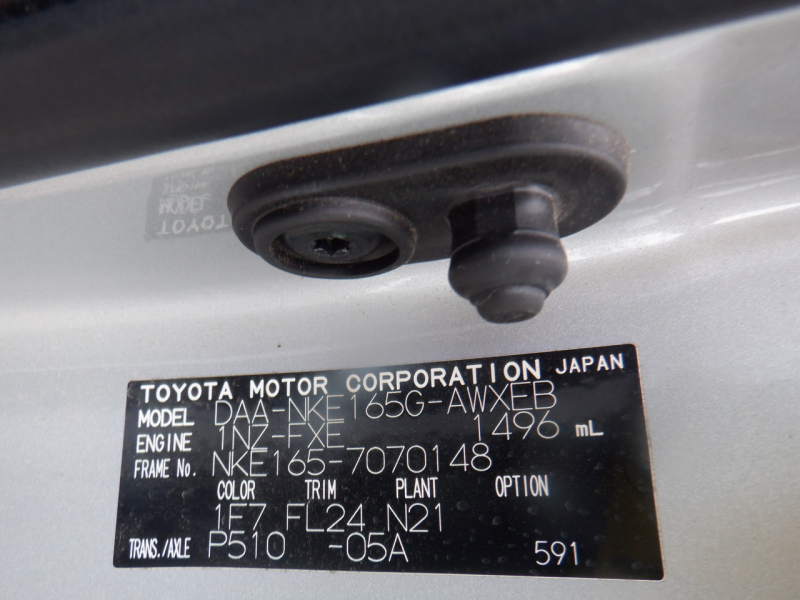 TOYOTA MOTOR CORPORATION JAPAN
MODEL DAA-NKE165G-AWXEB
ENGINE 1NZ-FXE 1496 mL
FRAME No. NKE165-7070148
COLOR TRIM PLANT OPTION
1F7 FL24 N21
TRANS./AXLE P510 -05A 591